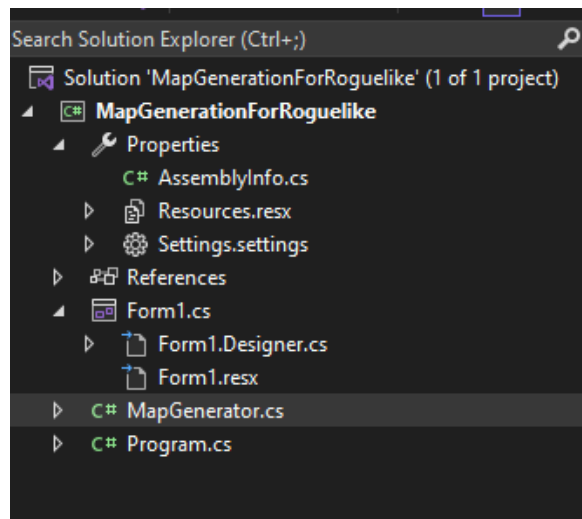 Search Solution Explorer (Ctrl+;)
Solution 'MapGenerationForRoguelike' (1 of 1 project)
C# MapGenerationForRoguelike
Properties
C# AssemblyInfo.cs
Resources.resx
Settings.settings
References
Form1.cs
Form1.Designer.cs
Form1.resx
C# MapGenerator.cs
C# Program.cs